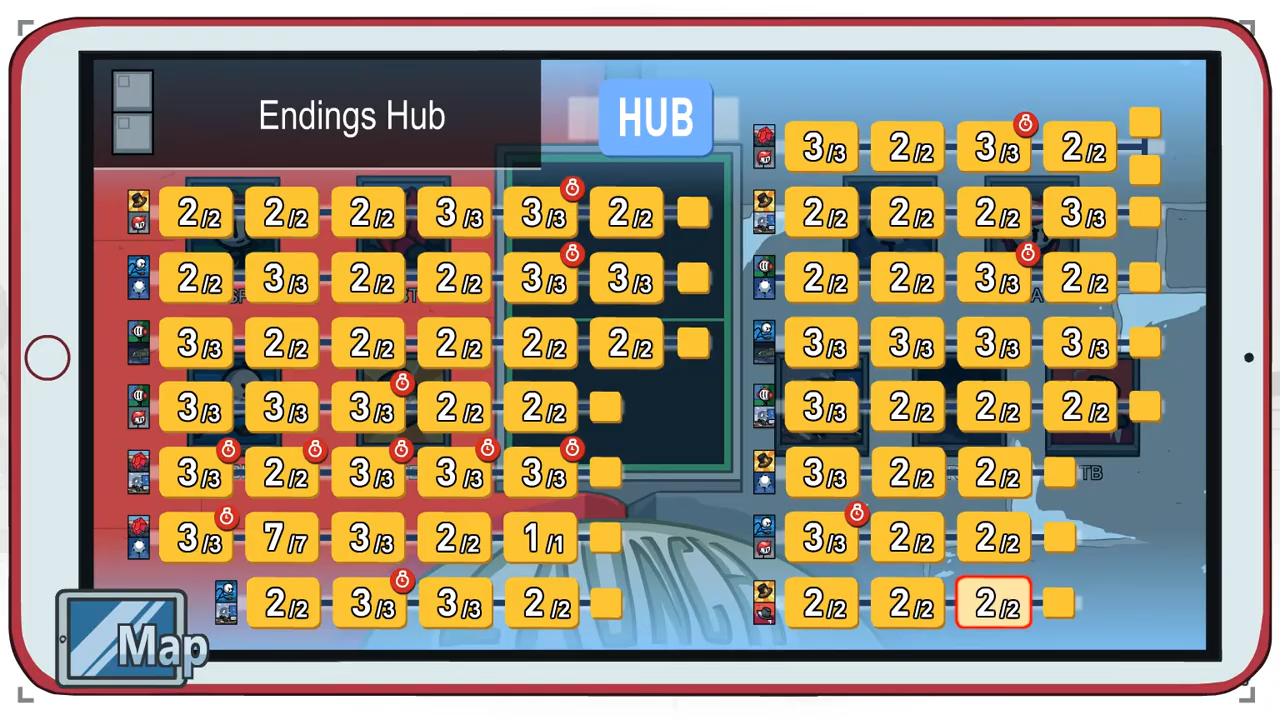 Endings Hub
HUB
2/2 2/2 2/2 3/3 3/3 2/2
2/2 3/3 2/2 2/2 3/3 3/3
3/3 2/2 2/2 2/2 2/2 2/2
3/3 3/3 3/3 2/2 2/2
3/3 2/2 3/3 3/3 3/3
3/3 7/7 3/3 2/2 1/1
2/2 3/3 3/3 2/2
3/3 2/2 3/3 2/2
2/2 2/2 2/2 3/3
2/2 2/2 3/3 2/2
3/3 3/3 3/3 3/3
3/3 2/2 2/2 2/2
3/3 2/2 2/2
TB
3/3 2/2 2/2
2/2 2/2 2/2
LAUNCH
Map